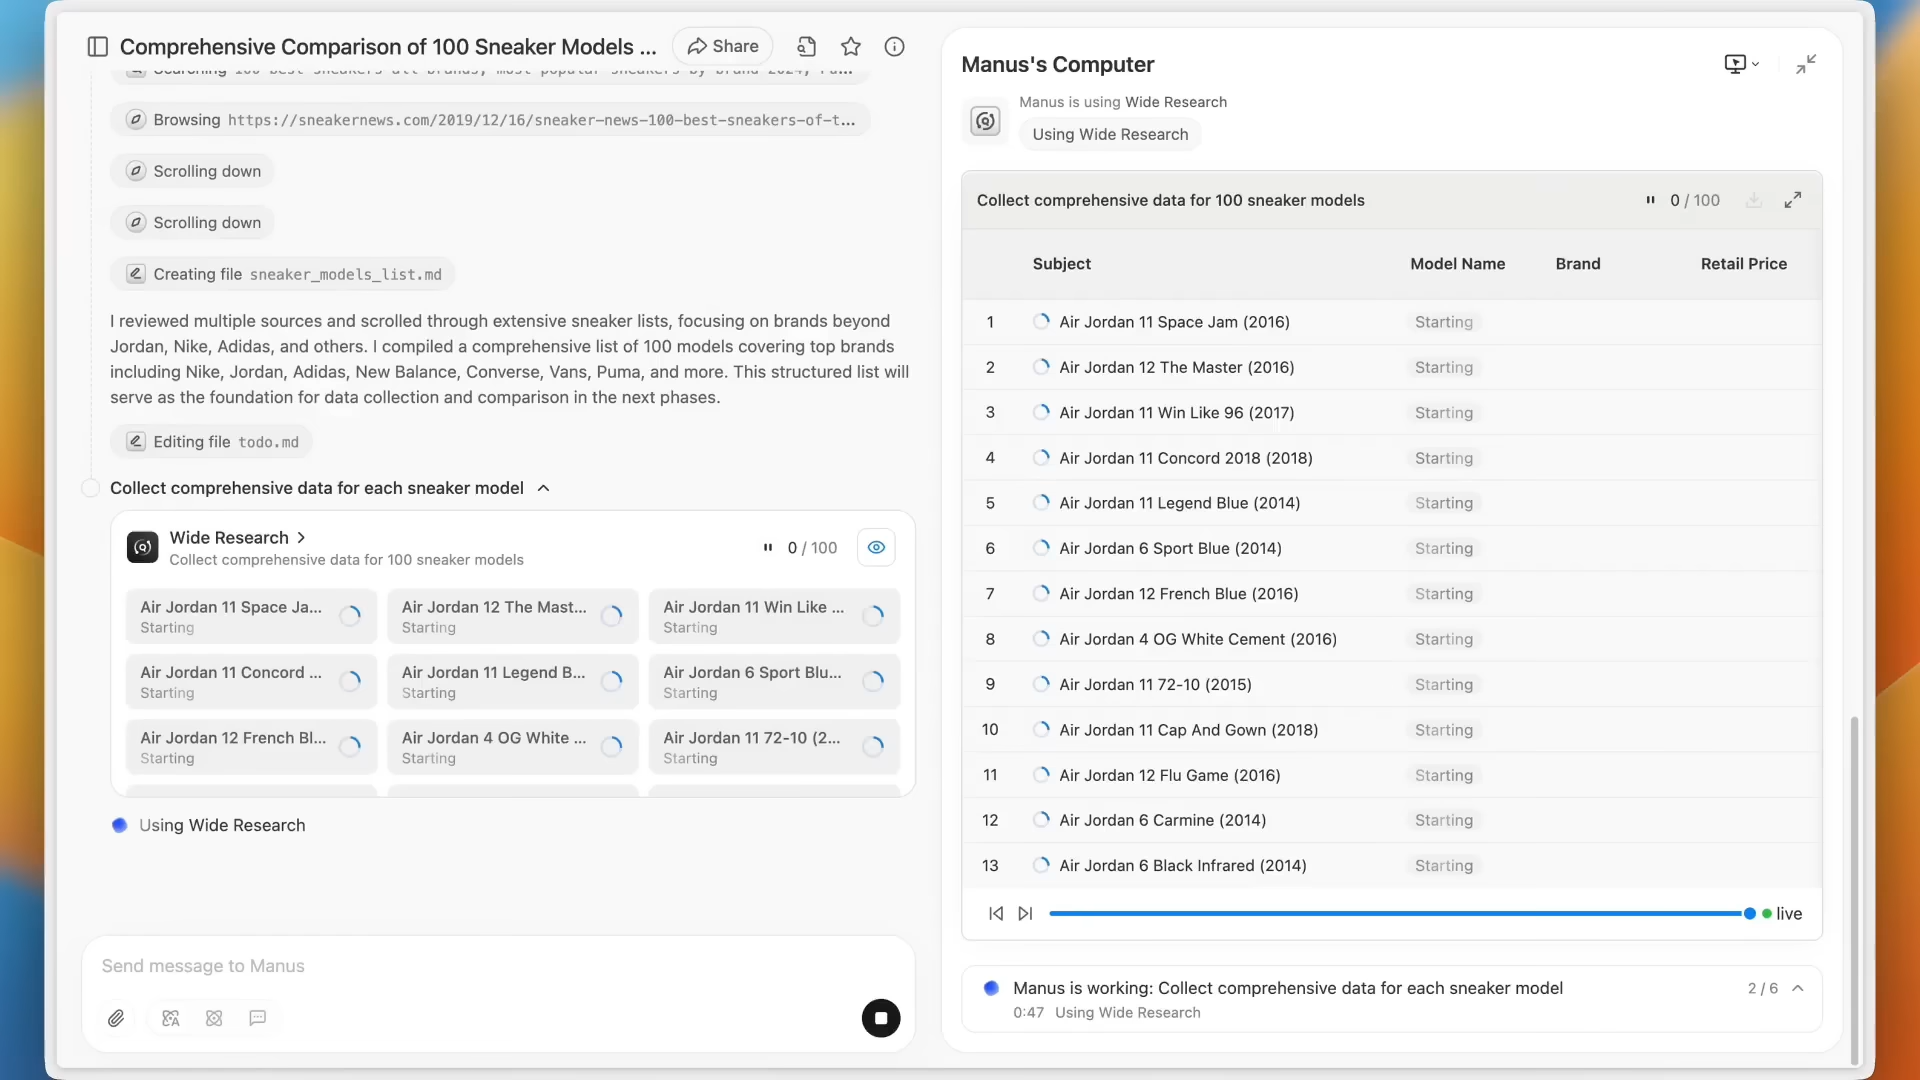 Comprehensive Comparison of 100 Sneaker Models ...
Share
Browsing https://sneakernews.com/2019/12/16/sneaker-news-100-best-sneakers-of-t...
Scrolling down
Scrolling down
Creating file sneaker_models_list.md
I reviewed multiple sources and scrolled through extensive sneaker lists, focusing on brands beyond
Jordan, Nike, Adidas, and others. I compiled a comprehensive list of 100 models covering top brands
including Nike, Jordan, Adidas, New Balance, Converse, Vans, Puma, and more. This structured list will
serve as the foundation for data collection and comparison in the next phases.
Editing file todo.md
Collect comprehensive data for each sneaker model
Wide Research
Collect comprehensive data for 100 sneaker models
0 / 100
Air Jordan 11 Space Ja...
Starting
Air Jordan 12 The Mast...
Starting
Air Jordan 11 Win Like ...
Starting
Air Jordan 11 Concord ...
Starting
Air Jordan 11 Legend B...
Starting
Air Jordan 6 Sport Blu...
Starting
Air Jordan 12 French Bl...
Starting
Air Jordan 4 OG White ...
Starting
Air Jordan 11 72-10 (2...
Starting
Using Wide Research
Send message to Manus
Manus's Computer
Manus is using Wide Research
Using Wide Research
Collect comprehensive data for 100 sneaker models
0 / 100
Subject Model Name Brand Retail Price
1 Air Jordan 11 Space Jam (2016) Starting
2 Air Jordan 12 The Master (2016) Starting
3 Air Jordan 11 Win Like 96 (2017) Starting
4 Air Jordan 11 Concord 2018 (2018) Starting
5 Air Jordan 11 Legend Blue (2014) Starting
6 Air Jordan 6 Sport Blue (2014) Starting
7 Air Jordan 12 French Blue (2016) Starting
8 Air Jordan 4 OG White Cement (2016) Starting
9 Air Jordan 11 72-10 (2015) Starting
10 Air Jordan 11 Cap And Gown (2018) Starting
11 Air Jordan 12 Flu Game (2016) Starting
12 Air Jordan 6 Carmine (2014) Starting
13 Air Jordan 6 Black Infrared (2014) Starting
live
Manus is working: Collect comprehensive data for each sneaker model
2 / 6
0:47 Using Wide Research